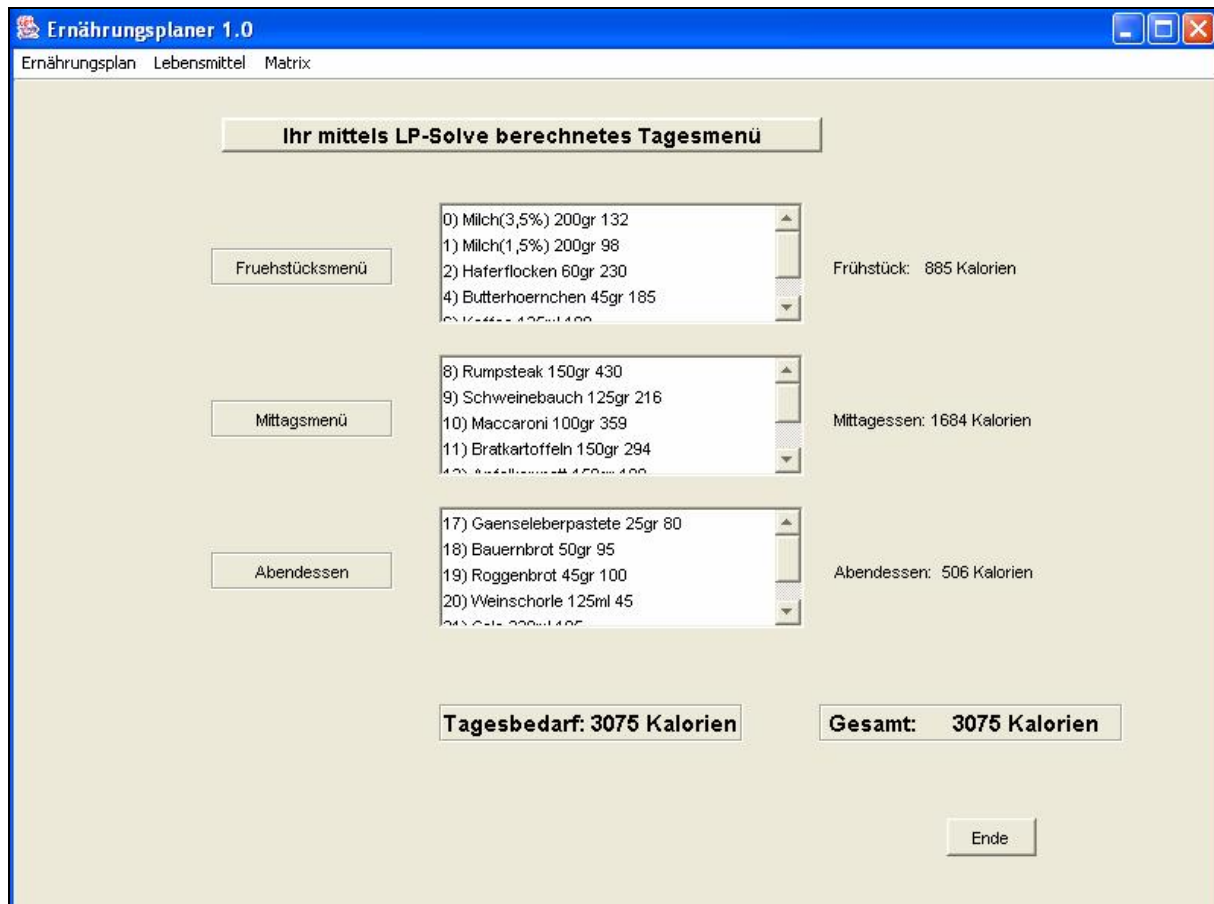 Ernährungsplaner 1.0
Ernährungsplan Lebensmittel Matrix
Ihr mittels LP-Solve berechnetes Tagesmenü
Fruehstücksmenü
0) Milch(3,5%) 200gr 132
1) Milch(1,5%) 200gr 98
2) Haferflocken 60gr 230
4) Butterhoernchen 45gr 185
Frühstück: 885 Kalorien
Mittagsmenü
8) Rumpsteak 150gr 430
9) Schweinebauch 125gr 216
10) Maccaroni 100gr 359
11) Bratkartoffeln 150gr 294
Mittagessen: 1684 Kalorien
Abendessen
17) Gaenseleberpastete 25gr 80
18) Bauernbrot 50gr 95
19) Roggenbrot 45gr 100
20) Weinschorle 125ml 45
Abendessen: 506 Kalorien
Tagesbedarf: 3075 Kalorien
Gesamt: 3075 Kalorien
Ende